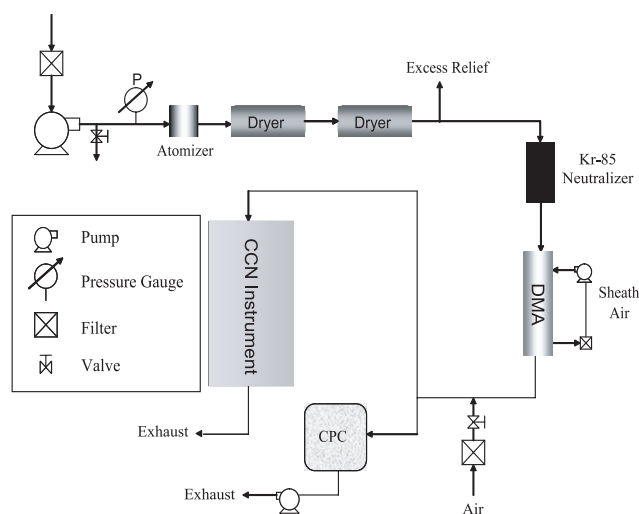 P
Excess Relief
Dryer
Dryer
Atomizer
Kr-85
Neutralizer
CCN Instrument
DMA
Sheath
Air
Pump
Pressure Gauge
Filter
Valve
Exhaust
CPC
Exhaust
Air